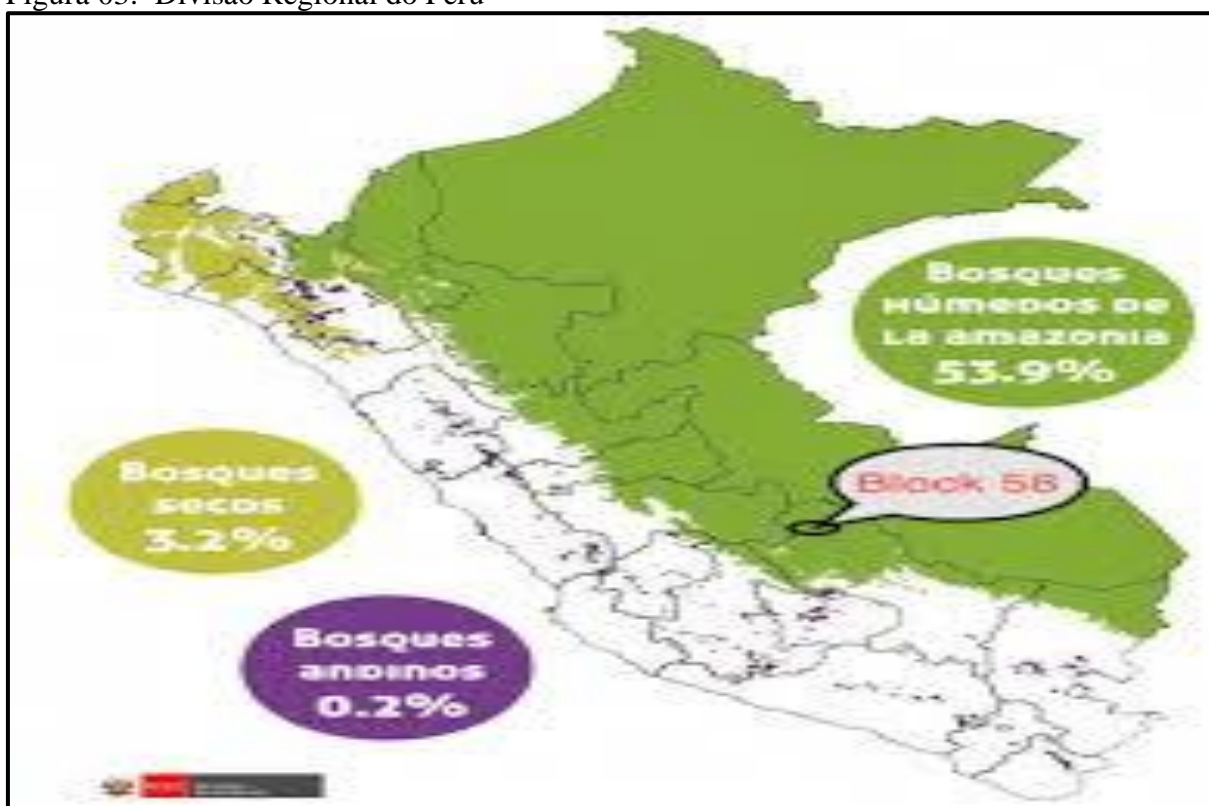 Figura 03: Divisão Regional do Peru
Bosques
HÚMEDOS DE
La amazonia
53.9%
Block 58
Bosques
secos
3.2%
Bosques
andinos
0.2%